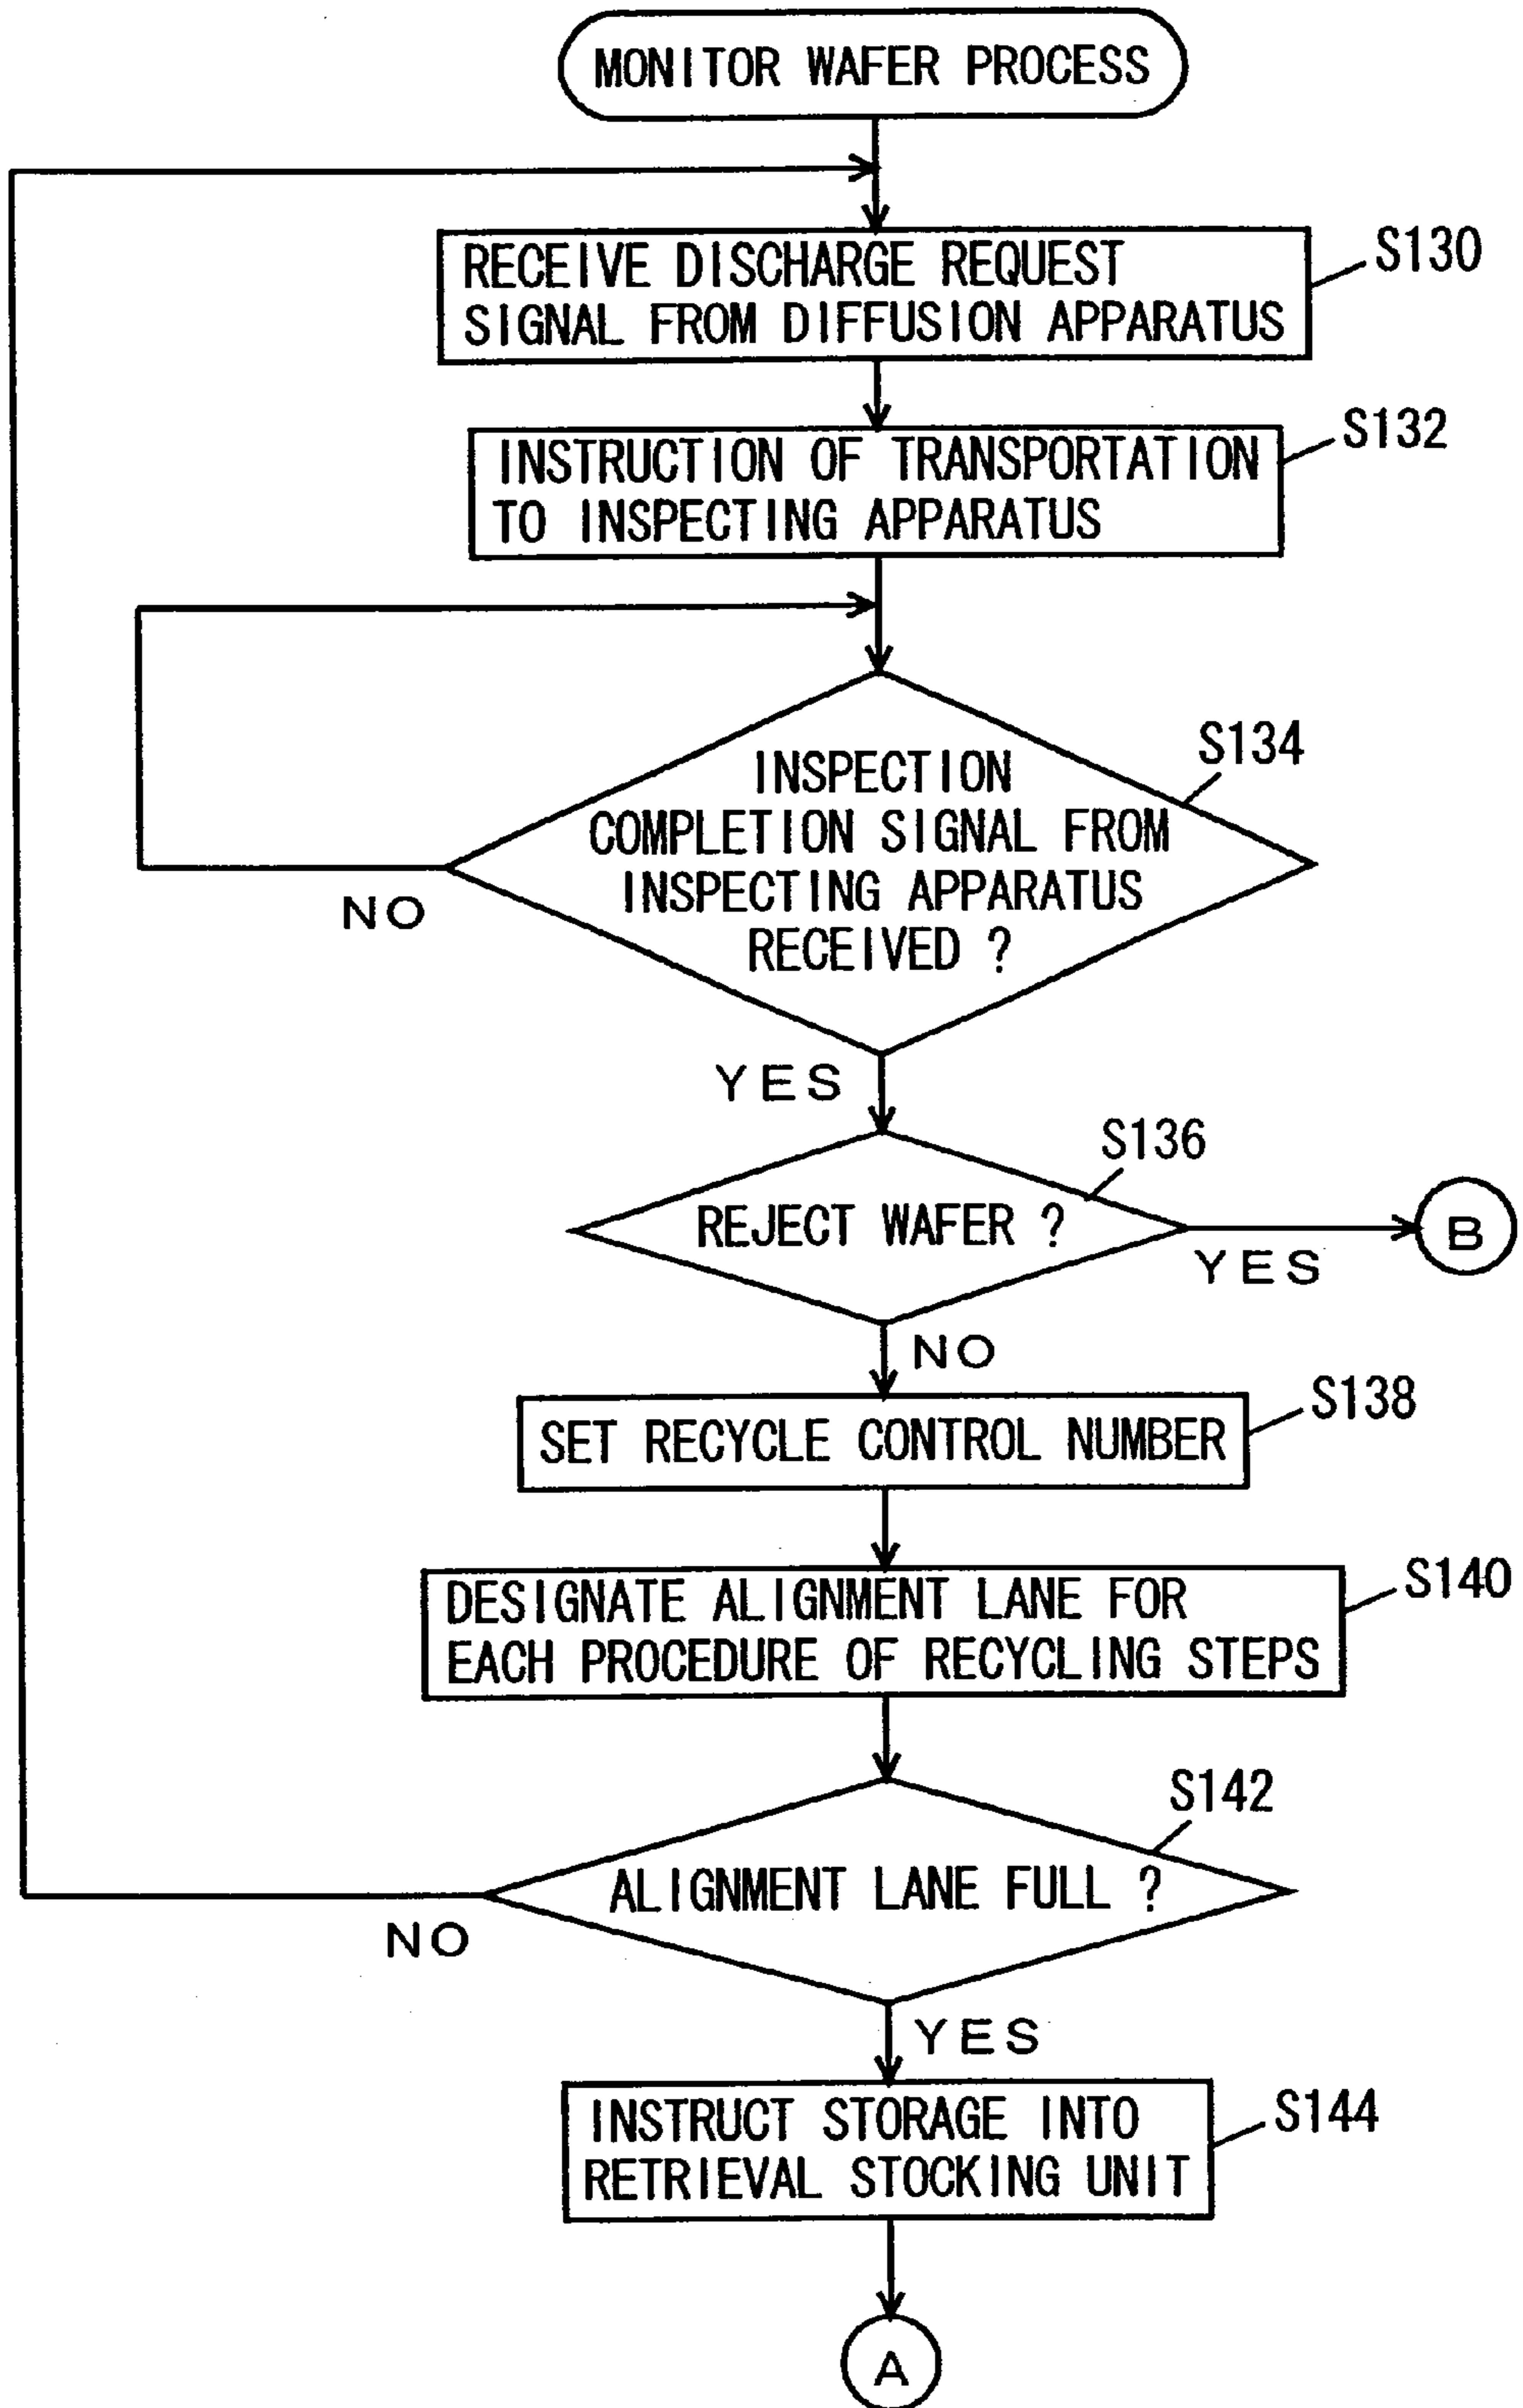 MONITOR WAFER PROCESS
RECEIVE DISCHARGE REQUEST
SIGNAL FROM DIFFUSION APPARATUS
S130
INSTRUCTION OF TRANSPORTATION
TO INSPECTING APPARATUS
S132
INSPECTION
COMPLETION SIGNAL FROM
INSPECTING APPARATUS
RECEIVED ?
S134
NO
YES
REJECT WAFER ?
S136
YES
B
NO
SET RECYCLE CONTROL NUMBER
S138
DESIGNATE ALIGNMENT LANE FOR
EACH PROCEDURE OF RECYCLING STEPS
S140
ALIGNMENT LANE FULL ?
S142
NO
YES
INSTRUCT STORAGE INTO
RETRIEVAL STOCKING UNIT
S144
A